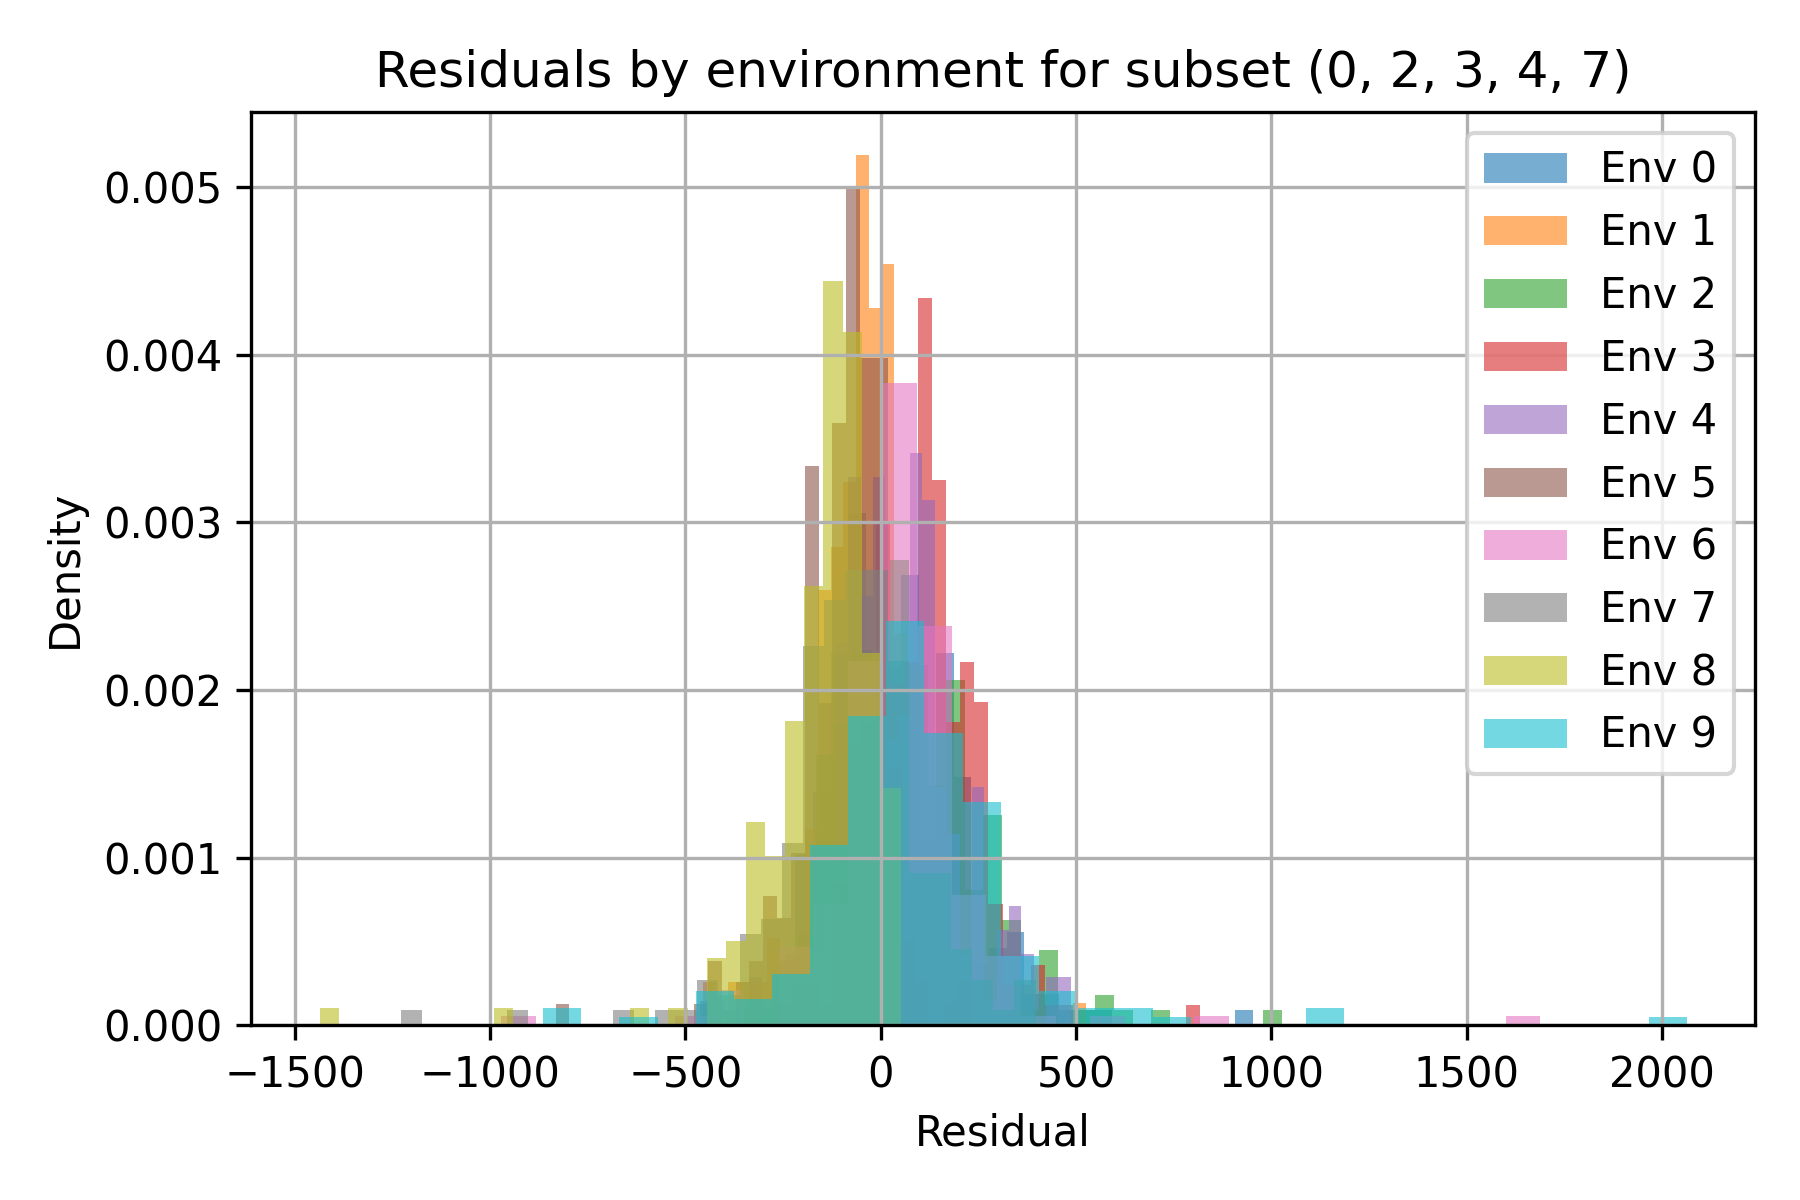 Residuals by environment for subset (0, 2, 3, 4, 7)
Density
0.005
0.004
0.003
0.002
0.001
0.000
−1500
−1000
−500
0
500
1000
1500
2000
Residual
Env 0
Env 1
Env 2
Env 3
Env 4
Env 5
Env 6
Env 7
Env 8
Env 9